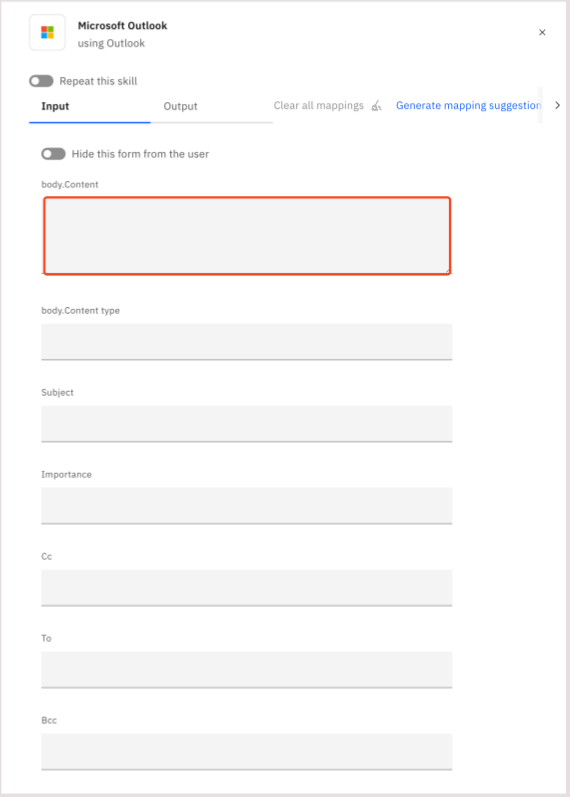 Microsoft Outlook
using Outlook
Repeat this skill
Input Output Clear all mappings Generate mapping suggestion
Hide this form from the user
body.Content
body.Content type
Subject
Importance
Cc
To
Bcc